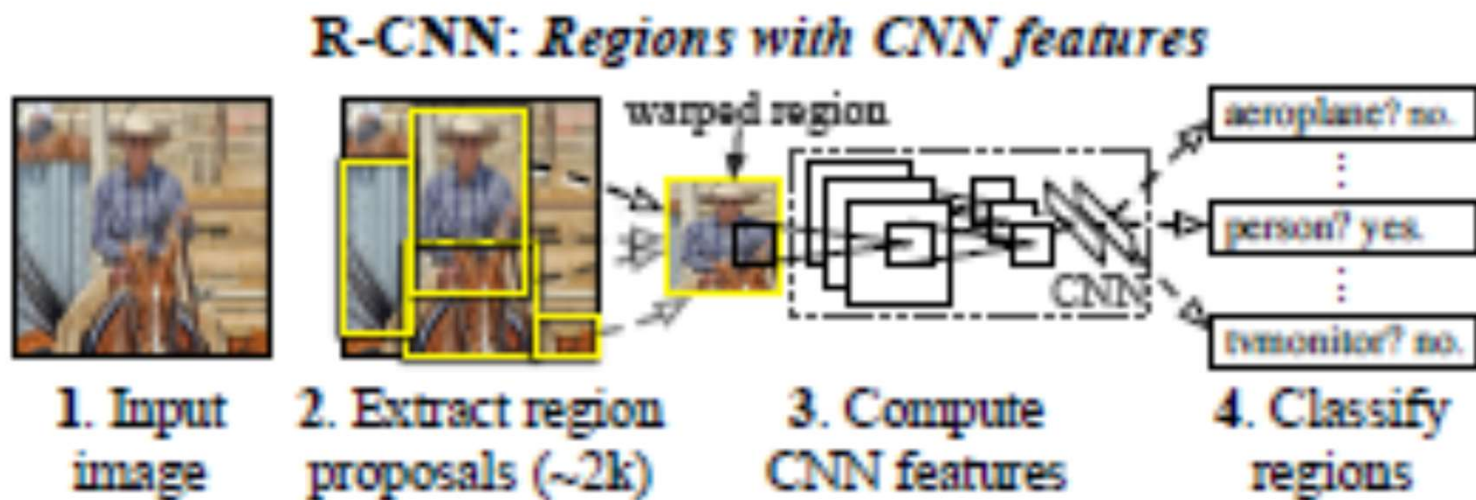 R-CNN: Regions with CNN features
warped region
aeroplane? no.
person? yes.
CNN
tvmonitor? no.
1. Input
image
2. Extract region
proposals (~2k)
3. Compute
CNN features
4. Classify
regions